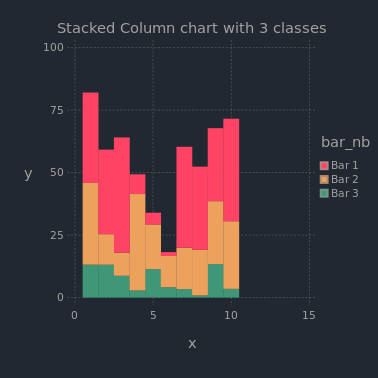 Stacked Column chart with 3 classes
100
75
50
25
0
y
0
5
10
15
x
bar_nb
Bar 1
Bar 2
Bar 3